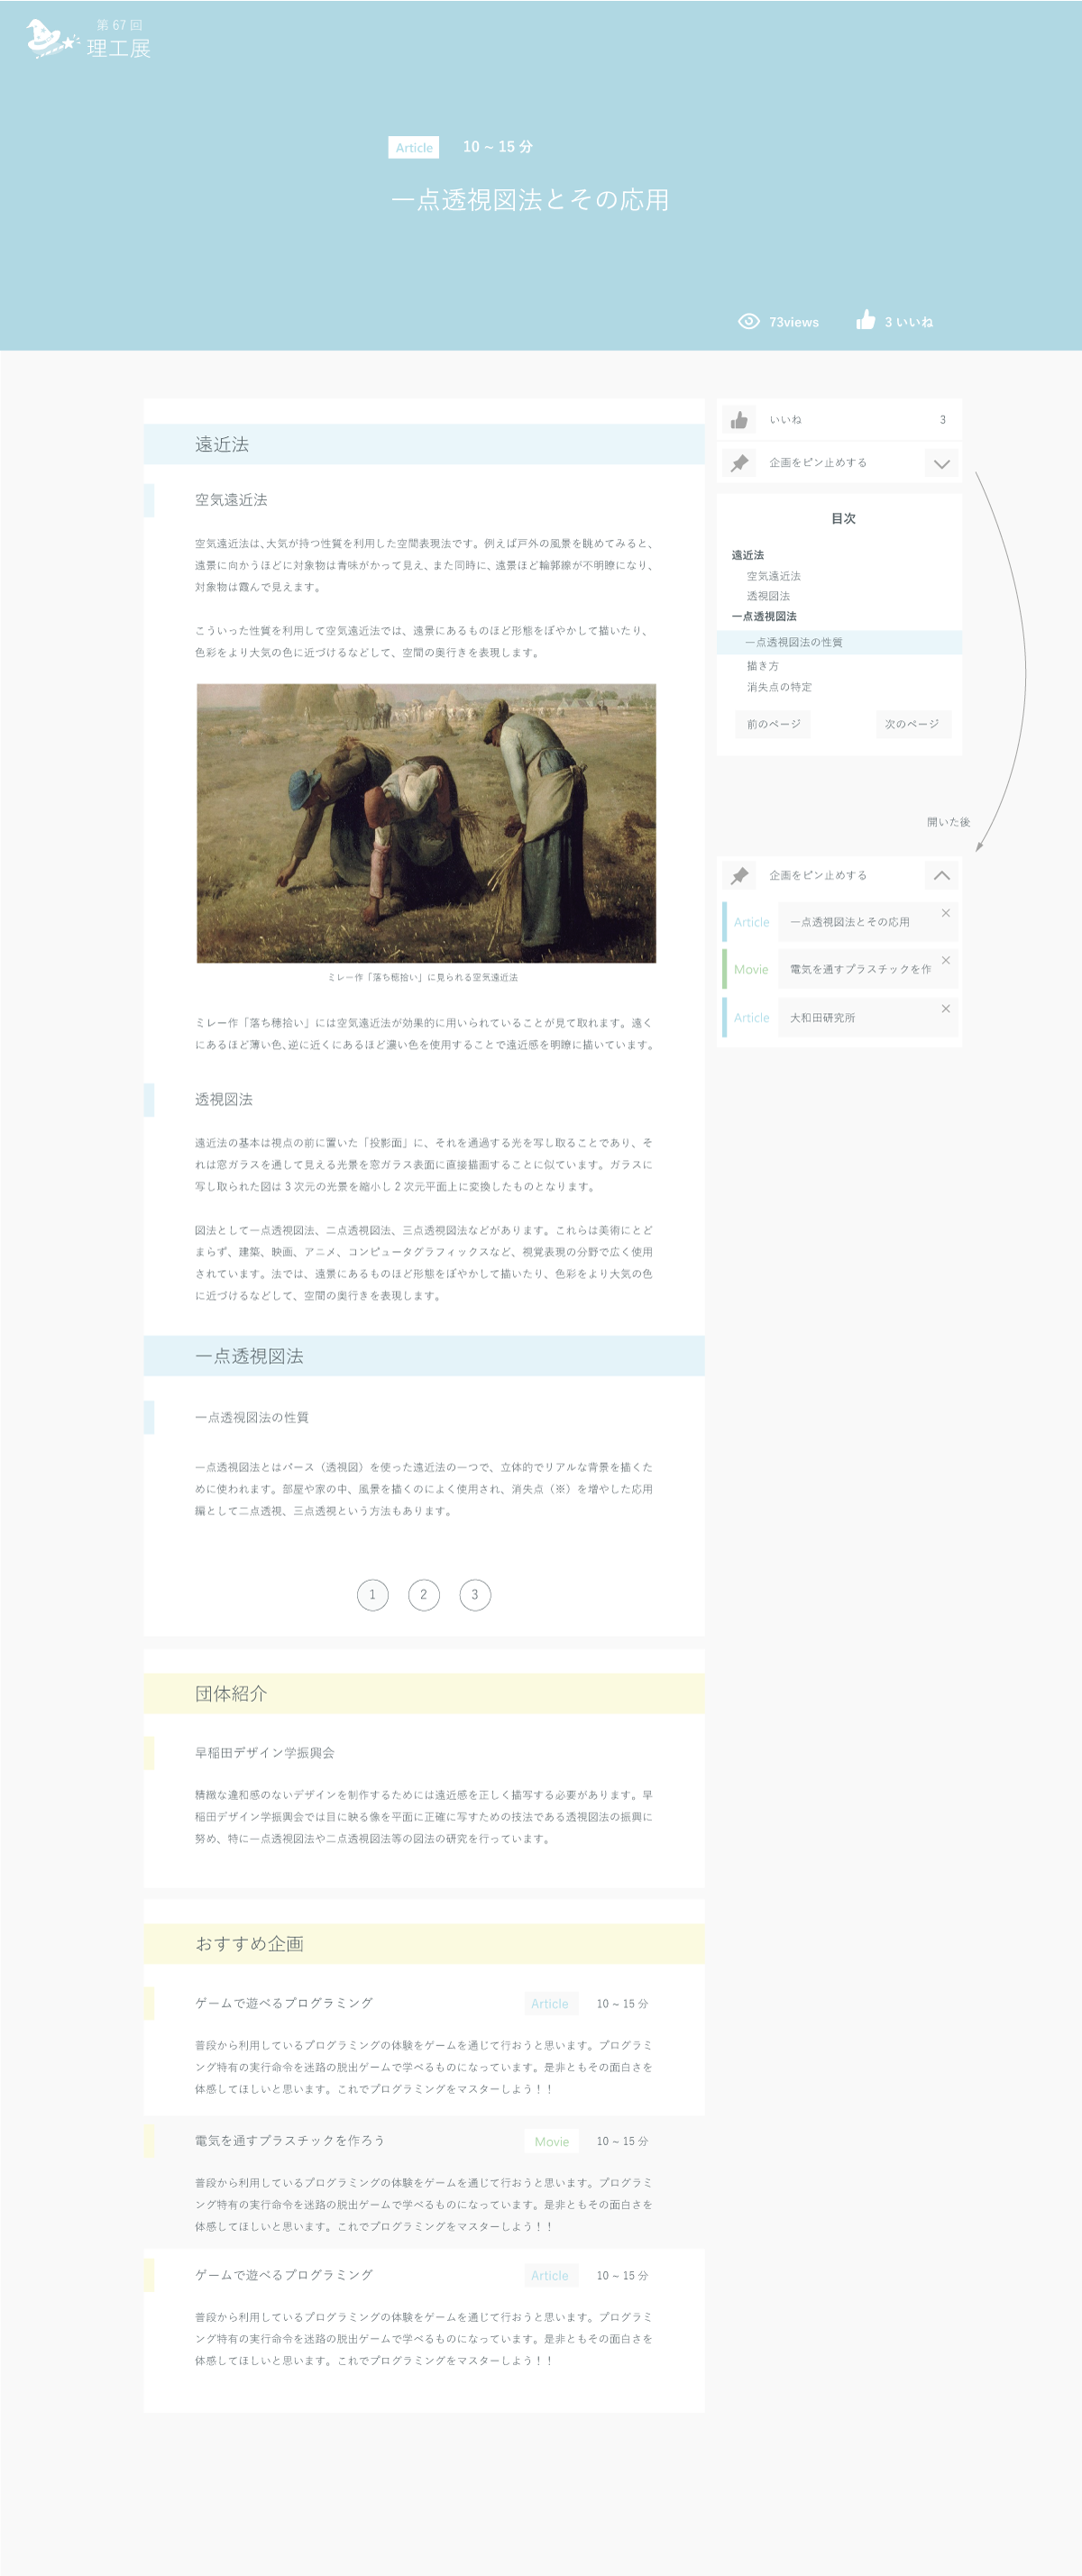 第 67 回
理工展
Article
10 ~ 15 分
一点透視図法とその応用
73views
3 いいね
遠近法
空気遠近法
空気遠近法は、大気が持つ性質を利用した空間表現法です。例えば戸外の風景を眺めてみると、
遠景に向かうほどに対象物は青味がかって見え、また同時に、遠景ほど輪郭線が不明瞭になり、
対象物は霞んで見えます。
こういった性質を利用して空気遠近法では、遠景にあるものほど形態をぼやかして描いたり、
色彩をより大気の色に近づけるなどして、空間の奥行きを表現します。
ミレー作「落ち穂拾い」に見られる空気遠近法
ミレー作「落ち穂拾い」には空気遠近法が効果的に用いられていることが見て取れます。遠く
にあるほど薄い色、逆に近くにあるほど濃い色を使用することで遠近感を明瞭に描いています。
透視図法
遠近法の基本は視点の前に置いた「投影面」に、それを通過する光を写し取ることであり、そ
れは窓ガラスを通して見える光景を窓ガラス表面に直接描画することに似ています。ガラスに
写し取られた図は 3 次元の光景を縮小し 2 次元平面上に変換したものとなります。
図法として一点透視図法、二点透視図法、三点透視図法などがあります。これらは美術にとど
まらず、建築、映画、アニメ、コンピュータグラフィックスなど、視覚表現の分野で広く使用
されています。法では、遠景にあるものほど形態をぼやかして描いたり、色彩をより大気の色
に近づけるなどして、空間の奥行きを表現します。
一点透視図法
一点透視図法の性質
一点透視図法とはパース（透視図）を使った遠近法の一つで、立体的でリアルな背景を描くた
めに使われます。部屋や家の中、風景を描くのによく使用され、消失点（※）を増やした応用
編として二点透視、三点透視という方法もあります。
1
2
3
いいね
3
企画をピン止めする
目次
遠近法
空気遠近法
透視図法
一点透視図法
一点透視図法の性質
描き方
消失点の特定
前のページ
次のページ
開いた後
企画をピン止めする
Article
一点透視図法とその応用
Movie
電気を通すプラスチックを作
Article
大和田研究所
団体紹介
早稲田デザイン学振興会
精緻な違和感のないデザインを制作するためには遠近感を正しく描写する必要があります。早
稲田デザイン学振興会では目に映る像を平面に正確に写すための技法である透視図法の振興に
努め、特に一点透視図法や二点透視図法等の図法の研究を行っています。
おすすめ企画
ゲームで遊べるプログラミング
Article
10 ~ 15 分
普段から利用しているプログラミングの体験をゲームを通じて行おうと思います。プログラミ
ング特有の実行命令を迷路の脱出ゲームで学べるものになっています。是非ともその面白さを
体感してほしいと思います。これでプログラミングをマスターしよう！！
電気を通すプラスチックを作ろう
Movie
10 ~ 15 分
普段から利用しているプログラミングの体験をゲームを通じて行おうと思います。プログラミ
ング特有の実行命令を迷路の脱出ゲームで学べるものになっています。是非ともその面白さを
体感してほしいと思います。これでプログラミングをマスターしよう！！
ゲームで遊べるプログラミング
Article
10 ~ 15 分
普段から利用しているプログラミングの体験をゲームを通じて行おうと思います。プログラミ
ング特有の実行命令を迷路の脱出ゲームで学べるものになっています。是非ともその面白さを
体感してほしいと思います。これでプログラミングをマスターしよう！！